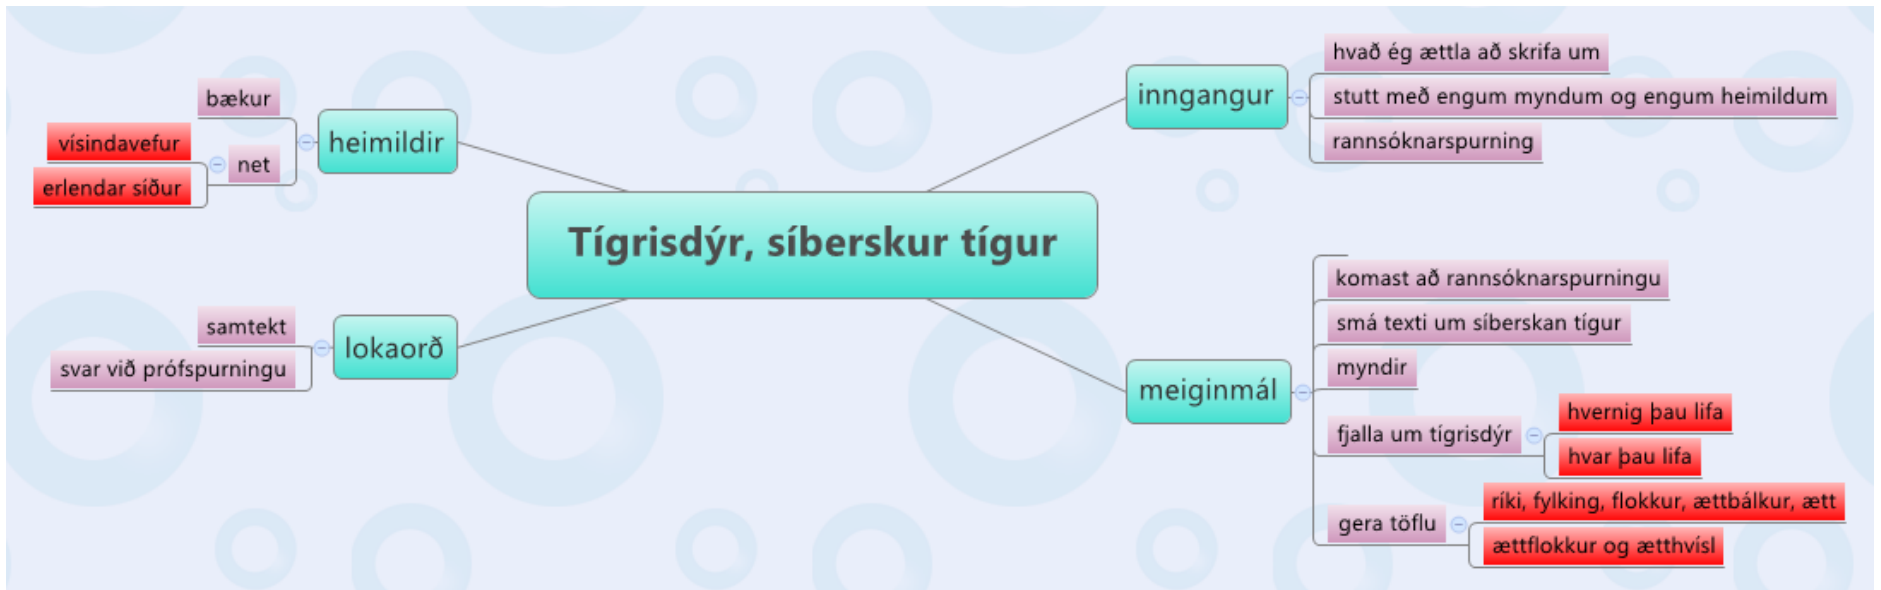 Tígrisdýr, síberskur tígur
inngangur
hvað ég ættla að skrifa um
stutt með engum myndum og engum heimildum
rannsóknarspurning
meiginmál
komast að rannsóknarspurningu
smá texti um síberskan tígur
myndir
fjalla um tígrisdýr
hvernig þau lifa
hvar þau lifa
gera töflu
ríki, fylking, flokkur, ættbálkur, ætt
ættflokkur og ætthvísl
lokaorð
samtekt
svar við prófspurningu
heimildir
bækur
net
vísindavefur
erlendar síður